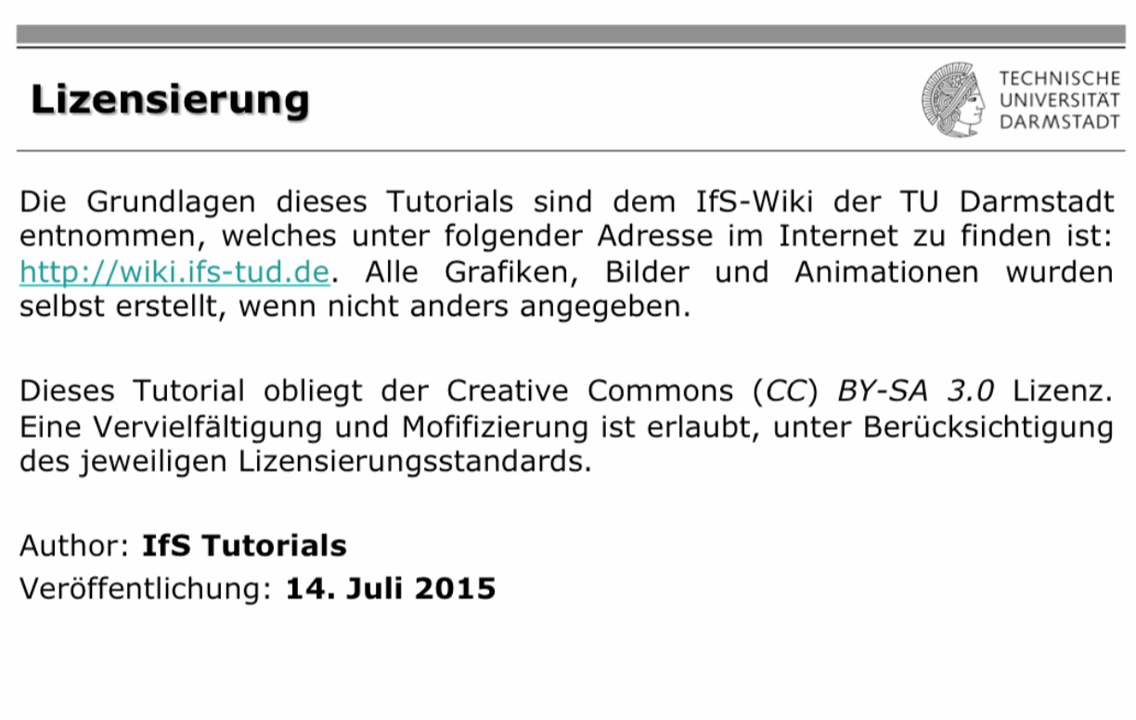 Lizensierung
TECHNISCHE
UNIVERSITÄT
DARMSTADT
Die Grundlagen dieses Tutorials sind dem IfS-Wiki der TU Darmstadt
entnommen, welches unter folgender Adresse im Internet zu finden ist:
http://wiki.ifs-tud.de. Alle Grafiken, Bilder und Animationen wurden
selbst erstellt, wenn nicht anders angegeben.
Dieses Tutorial obliegt der Creative Commons (CC) BY-SA 3.0 Lizenz.
Eine Vervielfältigung und Mofifizierung ist erlaubt, unter Berücksichtigung
des jeweiligen Lizensierungsstandards.
Author: IfS Tutorials
Veröffentlichung: 14. Juli 2015